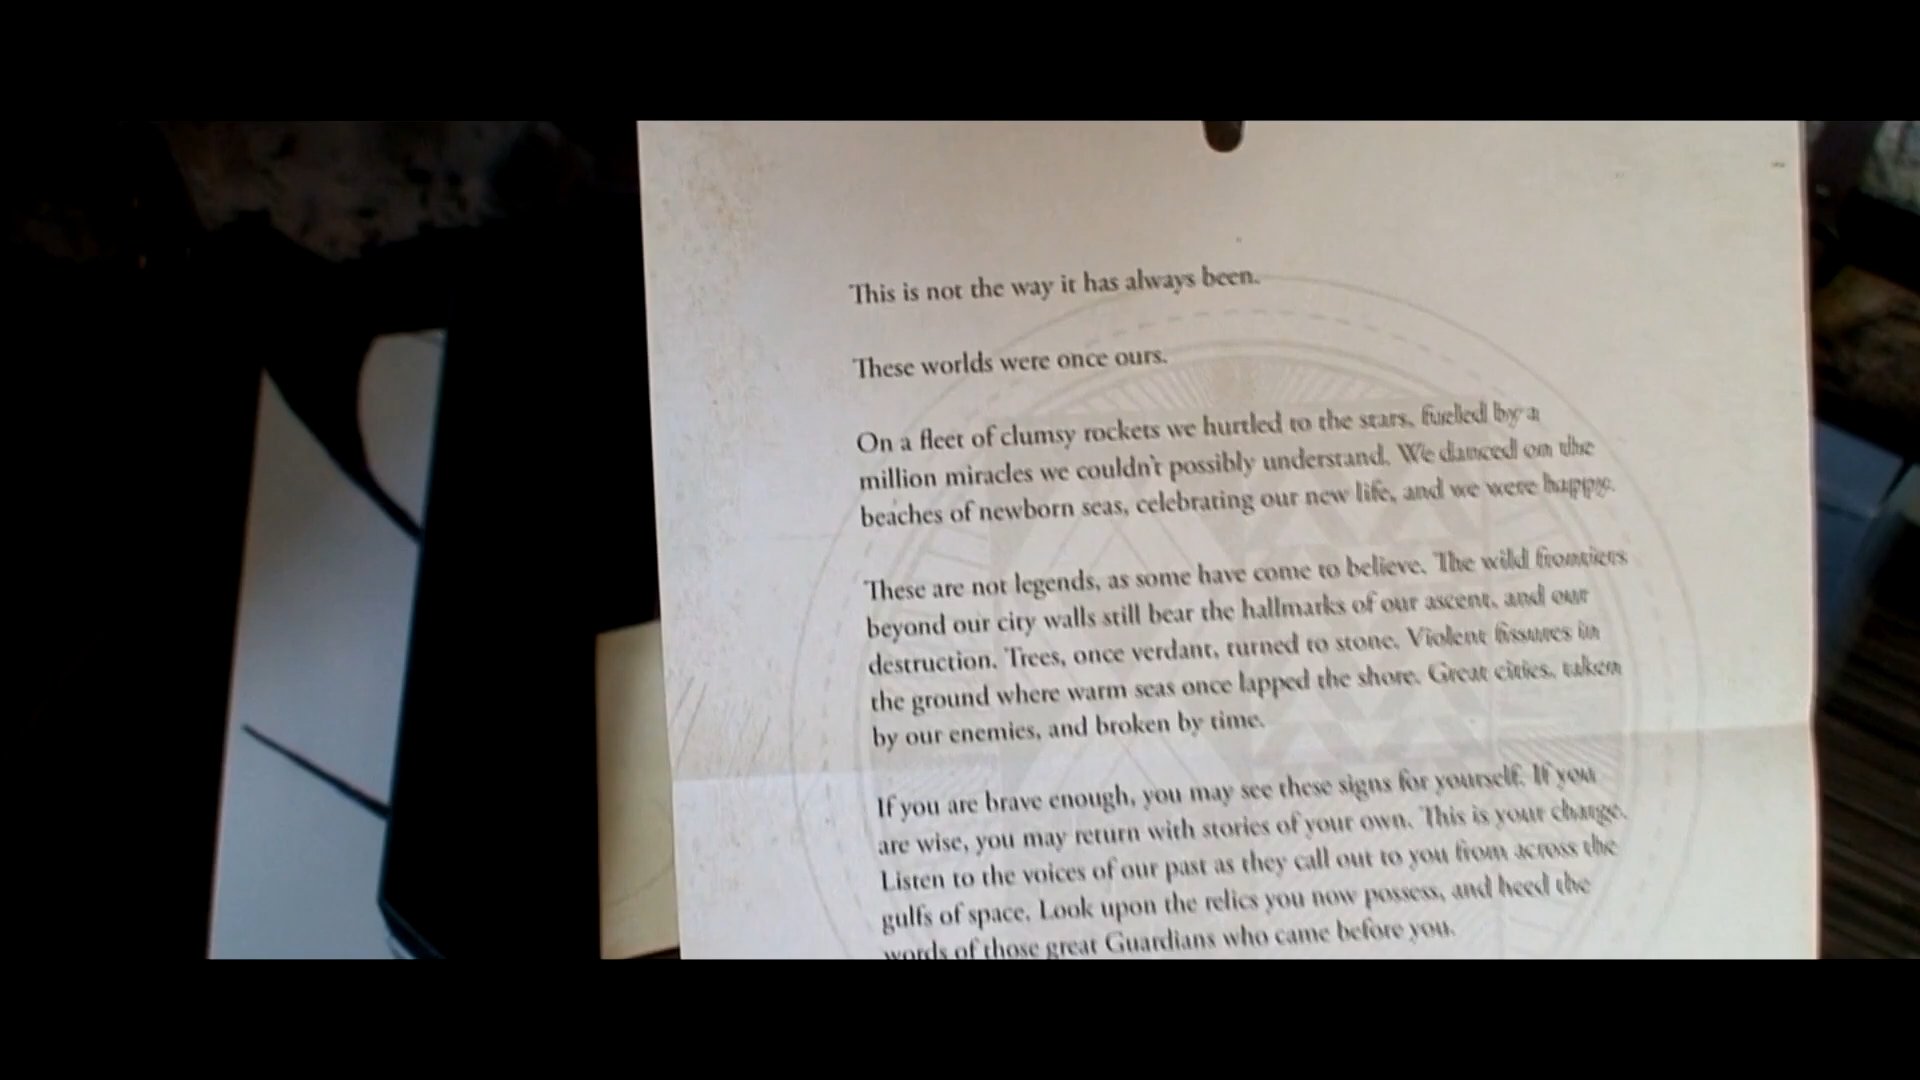 This is not the way it has always been.
These worlds were once ours.
On a fleet of clumsy rockets we hurtled to the stars, fueled by a
million miracles we couldn't possibly understand. We danced on the
beaches of newborn seas, celebrating our new life, and we were happy.
These are not legends, as some have come to believe. The wild frontiers
beyond our city walls still bear the hallmarks of our ascent, and our
destruction. Trees, once verdant, turned to stone. Violent fissures in
the ground where warm seas once lapped the shore. Great cities, taken
by our enemies, and broken by time.
If you are brave enough, you may see these signs for yourself. If you
are wise, you may return with stories of your own. This is your charge.
Listen to the voices of our past as they call out to you from across the
gulfs of space. Look upon the relics you now possess, and heed the
words of those great Guardians who came before you.